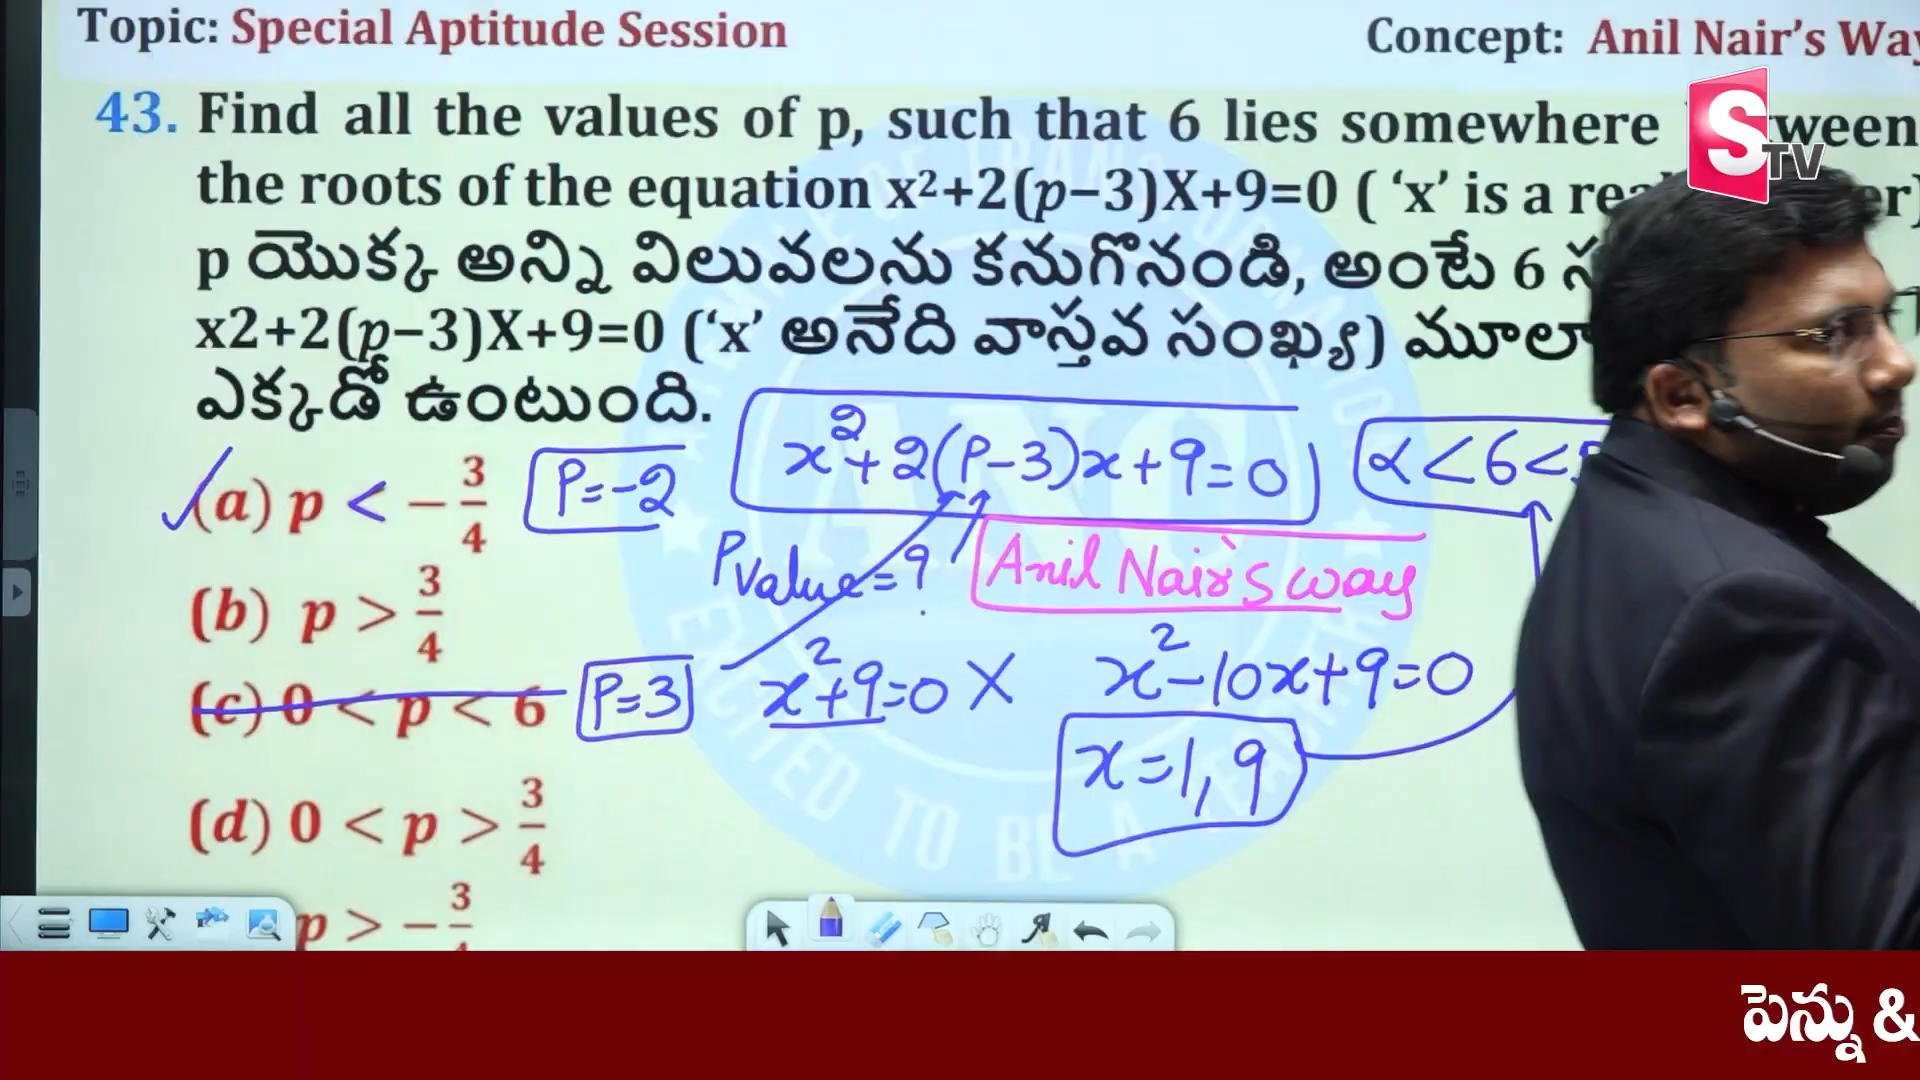 Topic: Special Aptitude Session
Concept: Anil Nair's Way
STV
43. Find all the values of p, such that 6 lies somewhere
the roots of the equation x²+2(p−3)X+9=0 ( ‘x’ is a
p యొక్క అన్ని విలువలను కనుగొనండి, అంటే 6
x2+2(p−3)X+9=0 (‘x’ అనేది వాస్తవ సంఖ్య)
ఎక్కడో ఉంటుంది.
x²+2(P-3)x+9=0
α<6<
(a) p < −3/4
P=-2
P value=?
Anil Nair's way
(b) p > 3/4
(c) 0 < p < 6
P=3
x²+9=0 X
x²-10x+9=0
x=1,9
(d) 0 < p > 3/4
p > −3/4
పెన్ను &